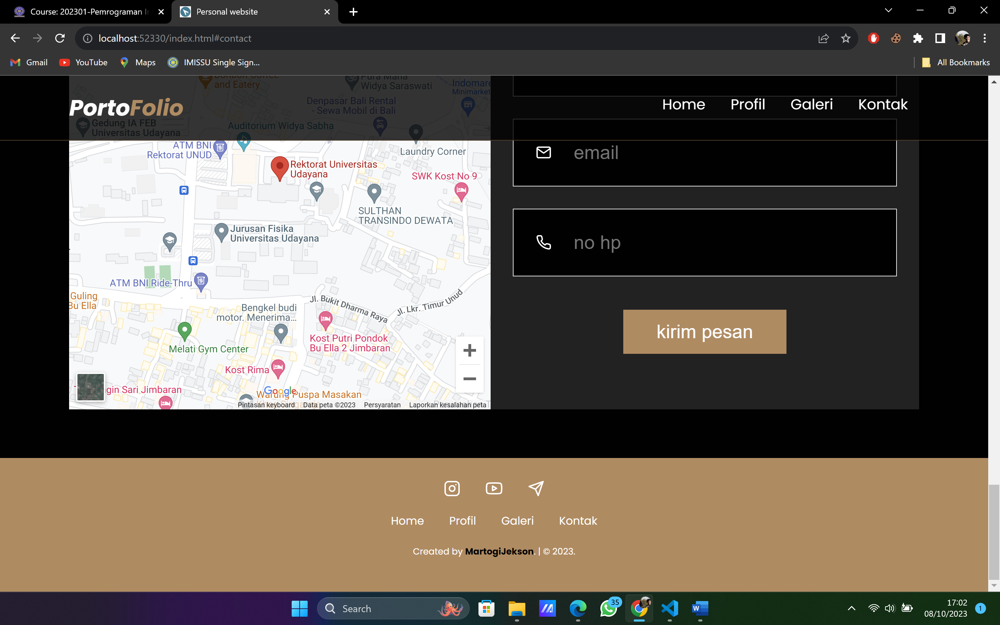 Course: 202301-Pemrograman In
Personal website
localhost:52330/index.html#contact
Gmail
YouTube
Maps
IMISSU Single Sign...
All Bookmarks
PortoFolio
Home
Profil
Galeri
Kontak
and Eatery
Pura Maha
Widya Saraswati
Indomare
Minimarket
Denpasar Bali Rental
- Sewa Mobil di Bali
Gedung IA FEB
Universitas Udayana
Auditorium Widya Sabha
ATM BNI
Rektorat UNUD
Laundry Corner
Rektorat Universitas
Udayana
SWK Kost No 9
SULTHAN
TRANSINDO DEWATA
Jurusan Fisika
Universitas Udayana
ATM BNI Ride-Thru
Guling
Bu Ella
Bengkel budi
motor. Menerima...
Jl. Bukit Dharma Raya
Jl. Lkr. Timur Unud
Kost Putri Pondok
Bu Ella 2 Jimbaran
Melati Gym Center
Kost Rima
gin Sari Jimbaran
Google
Warung Puspa Masakan
Pintasan keyboard
Data peta ©2023
Persyaratan
Laporkan kesalahan peta
email
no hp
kirim pesan
Home
Profil
Galeri
Kontak
Created by MartogiJekson. | © 2023.
Search
35
17:02
08/10/2023
1